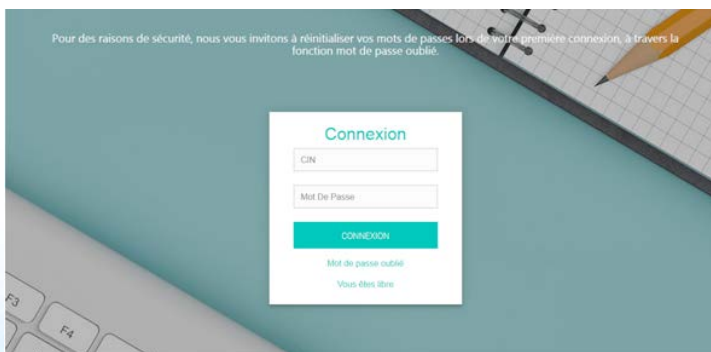 Pour des raisons de sécurité, nous vous invitons à réinitialiser vos mots de passes lors de votre première connexion, à travers la
fonction mot de passe oublié.
Connexion
CIN
Mot De Passe
CONNEXION
Mot de passe oublié
Vous êtes libre
F3
F4